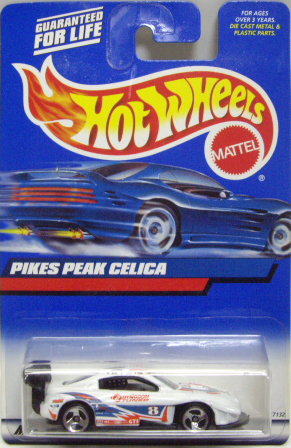 GUARANTEED
FOR LIFE
FOR AGES
OVER 3 YEARS.
DIE CAST METAL &
PLASTIC PARTS.
HOT WHEELS
MATTEL
®
PIKES PEAK CELICA
8